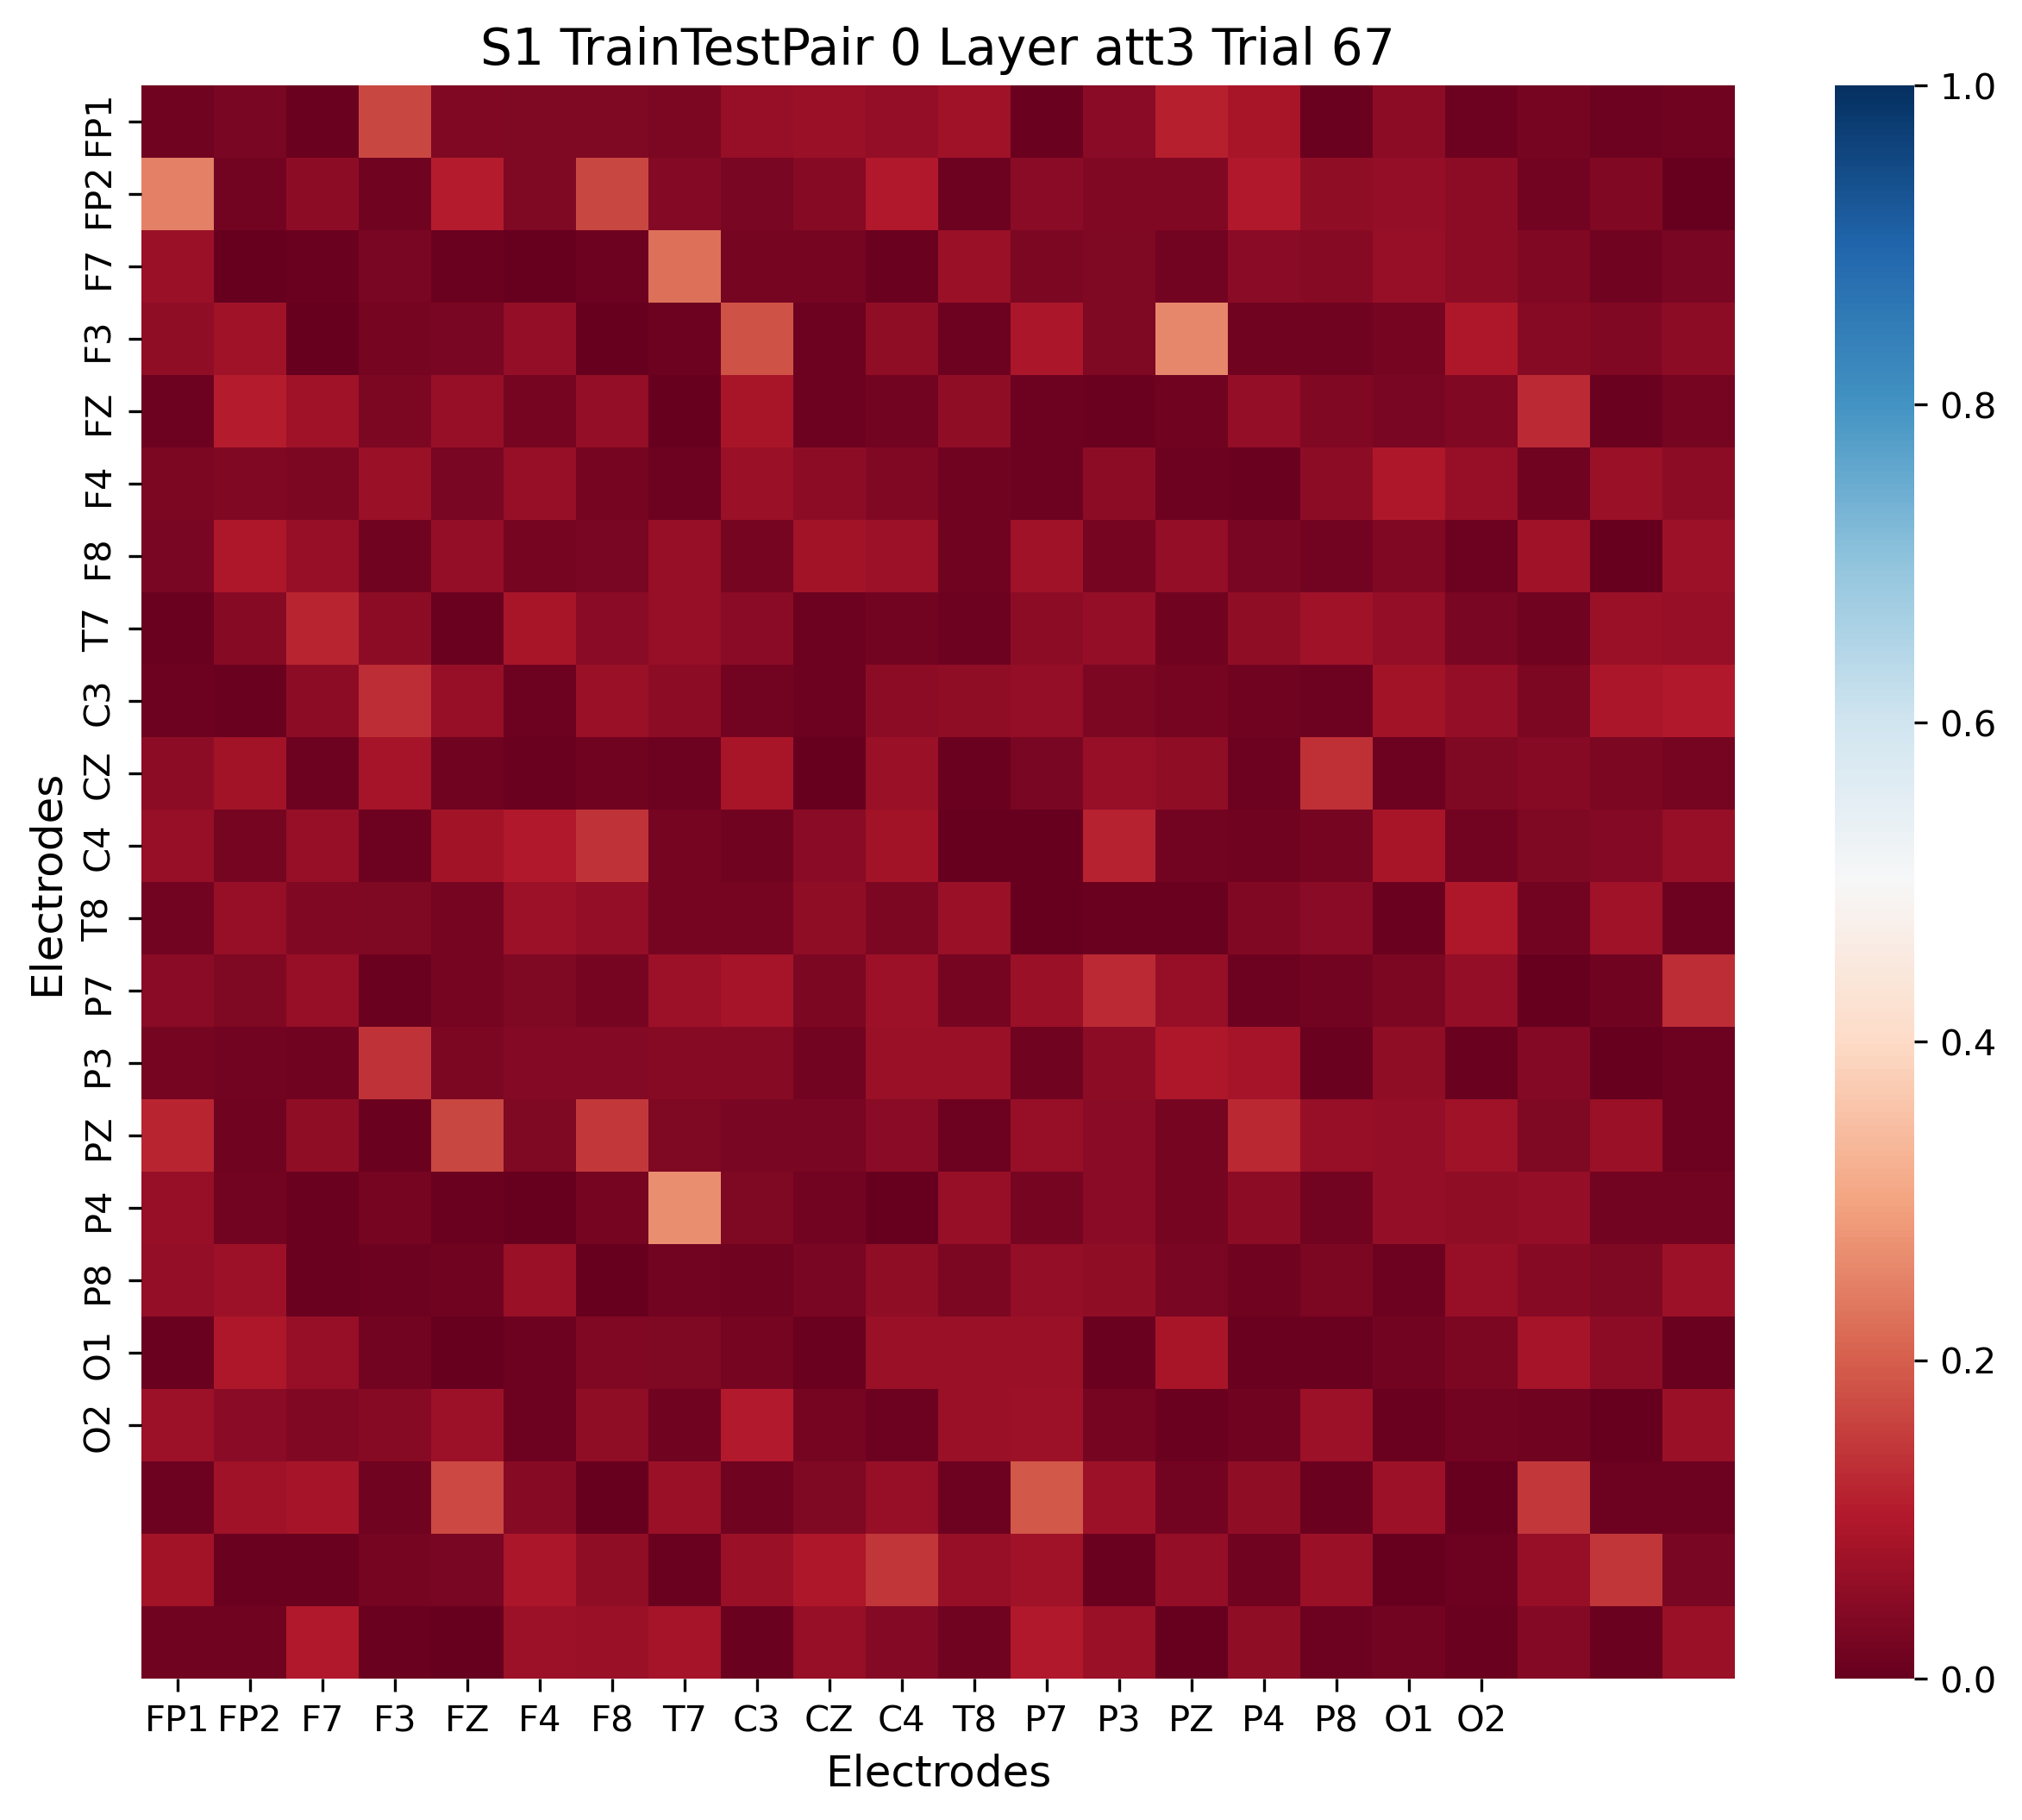 S1 TrainTestPair 0 Layer att3 Trial 67
Electrodes
FP1
FP2
F7
F3
FZ
F4
F8
T7
C3
CZ
C4
T8
P7
P3
PZ
P4
P8
O1
O2
FP1 FP2 F7 F3 FZ F4 F8 T7 C3 CZ C4 T8 P7 P3 PZ P4 P8 O1 O2
Electrodes
1.0
0.8
0.6
0.4
0.2
0.0